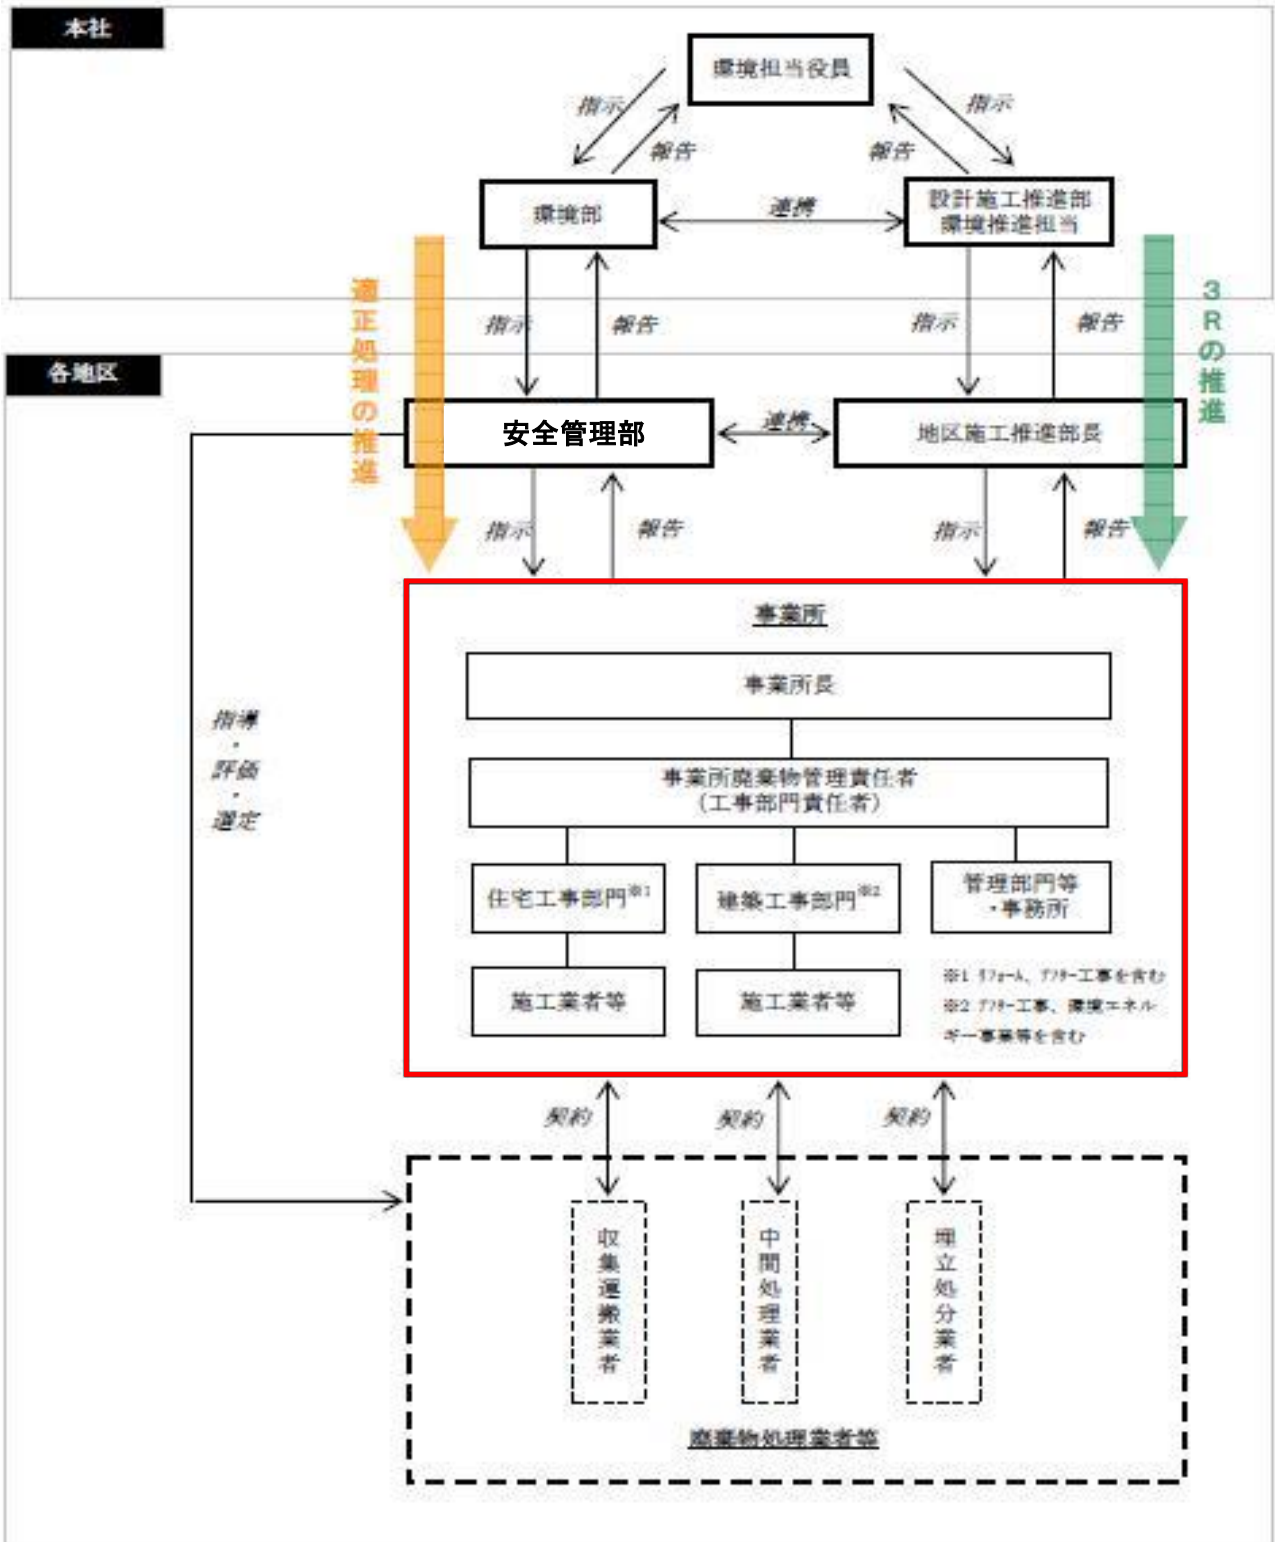 本社
環境担当役員
指示
報告
指示
報告
環境部
連携
設計施工推進部
環境推進担当
適正処理の推進
指示
報告
指示
報告
3Rの推進
各地区
安全管理部
連携
地区施工推進部長
指示
報告
指示
報告
指導
・
評価
・
選定
事業所
事業所長
事業所廃棄物管理責任者
(工事部門責任者)
住宅工事部門※1
建築工事部門※2
管理部門等
・事務所
施工業者等
施工業者等
※1 リフォーム、アフター工事を含む
※2 アフター工事、環境エネル
ギー事業等を含む
契約
契約
契約
収集運搬業者
中間処理業者
埋立処分業者
廃棄物処理業者等